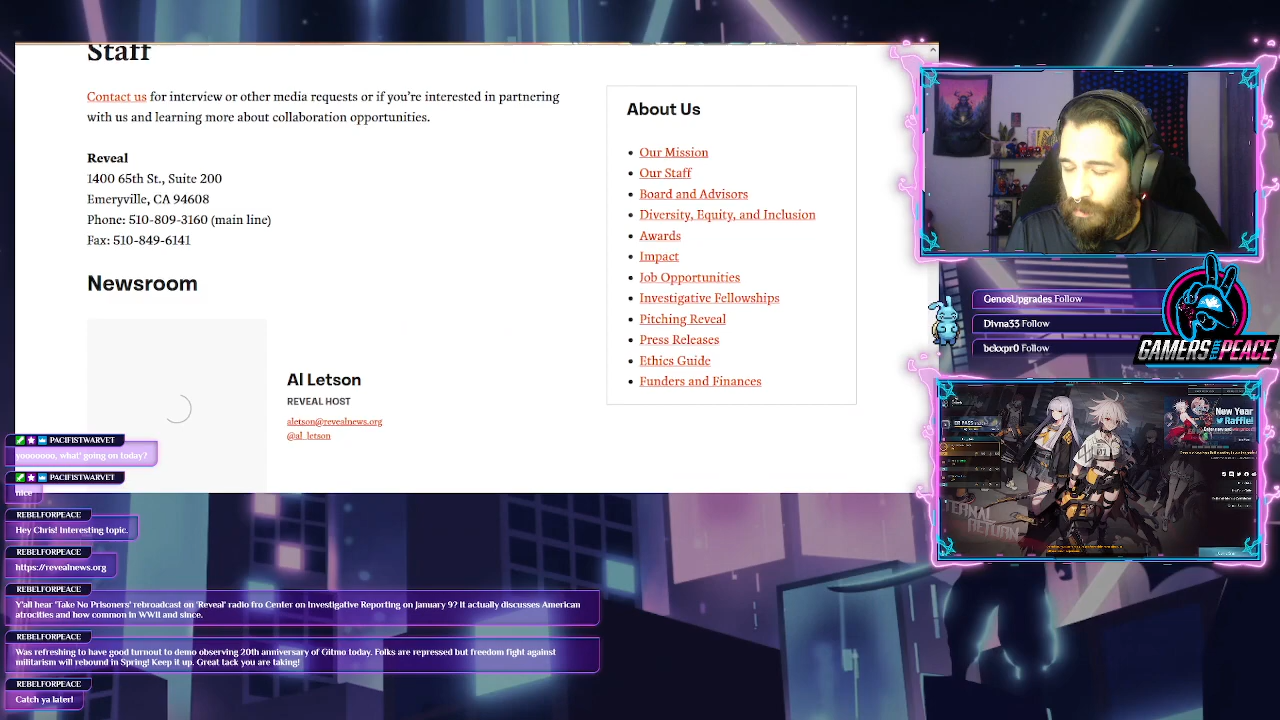 Staff
Contact us for interview or other media requests or if you're interested in partnering
with us and learning more about collaboration opportunities.
Reveal
1400 65th St., Suite 200
Emeryville, CA 94608
Phone: 510-809-3160 (main line)
Fax: 510-849-6141
Newsroom
Al Letson
REVEAL HOST
aletson@revealnews.org
@al_letson
About Us
Our Mission
Our Staff
Board and Advisors
Diversity, Equity, and Inclusion
Awards
Impact
Job Opportunities
Investigative Fellowships
Pitching Reveal
Press Releases
Ethics Guide
Funders and Finances
GenosUpgrades Follow
Divna33 Follow
bckxpr0 Follow
GAMERS FOR PEACE
New Year
Raffle!
ETERNAL
RETURN
PACIFISTWARVET
yooooooo, what' going on today?
PACIFISTWARVET
nice
REBELFORPEACE
Hey Chris! Interesting topic.
REBELFORPEACE
https://revealnews.org
REBELFORPEACE
Y'all hear 'Take No Prisoners' rebroadcast on 'Reveal' radio fro Center on Investigative Reporting on January 9? It actually discusses American
atrocities and how common in WWII and since.
REBELFORPEACE
Was refreshing to have good turnout to demo observing 20th anniversary of Gitmo today. Folks are repressed but freedom fight against
militarism will rebound in Spring! Keep it up. Great tack you are taking!
REBELFORPEACE
Catch ya later!